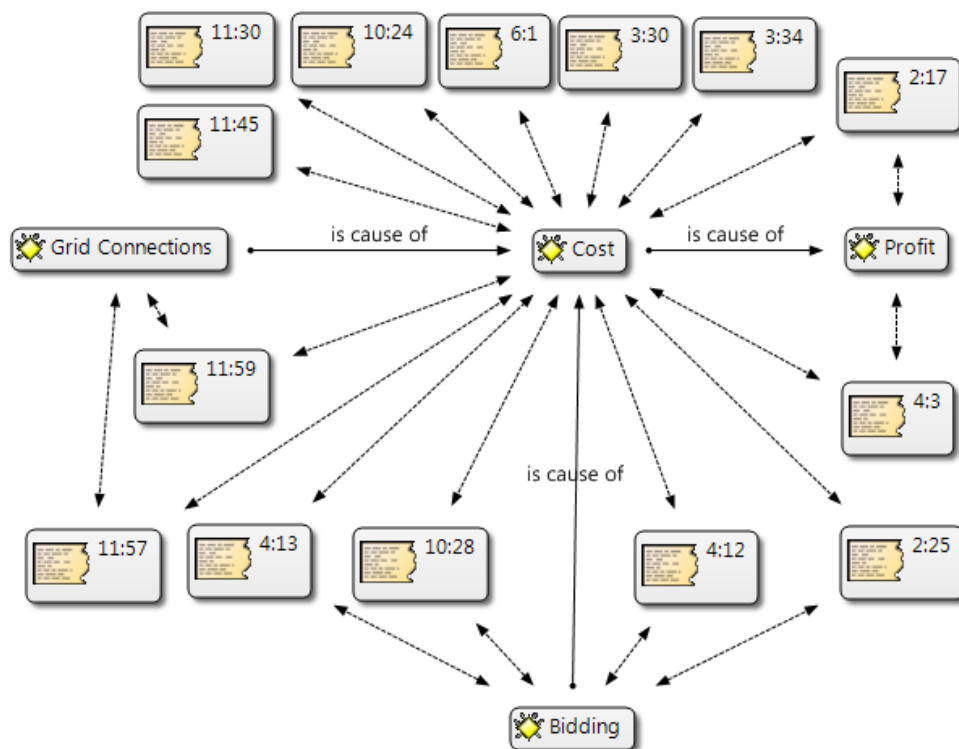 11:30
10:24
6:1
3:30
3:34
2:17
11:45
is cause of
is cause of
Grid Connections
Cost
Profit
11:59
4:3
is cause of
11:57
4:13
10:28
4:12
2:25
Bidding